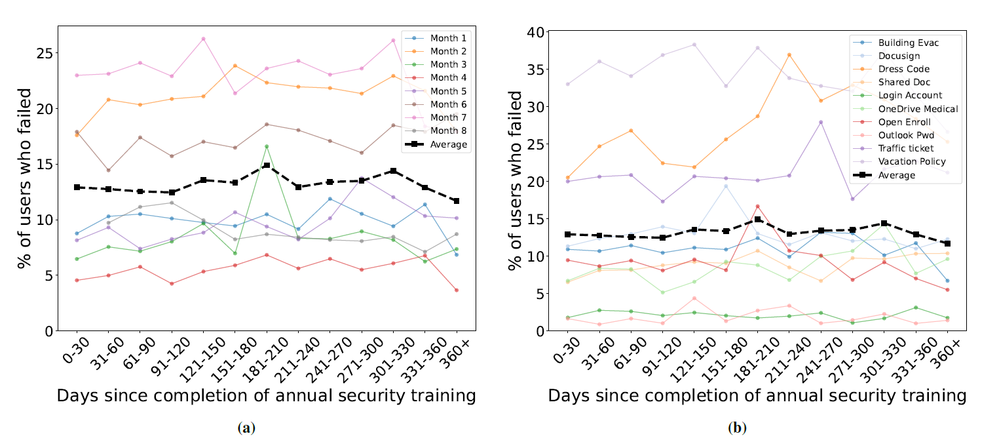 % of users who failed
25
20
15
10
5
0
Month 1
Month 2
Month 3
Month 4
Month 5
Month 6
Month 7
Month 8
Average
0-30
31-60
61-90
91-120
121-150
151-180
181-210
211-240
241-270
271-300
301-330
331-360
360+
Days since completion of annual security training
(a)
% of users who failed
40
35
30
25
20
15
10
5
0
Building Evac
Docusign
Dress Code
Shared Doc
Login Account
OneDrive Medical
Open Enroll
Outlook Pwd
Traffic ticket
Vacation Policy
Average
0-30
31-60
61-90
91-120
121-150
151-180
181-210
211-240
241-270
271-300
301-330
331-360
360+
Days since completion of annual security training
(b)